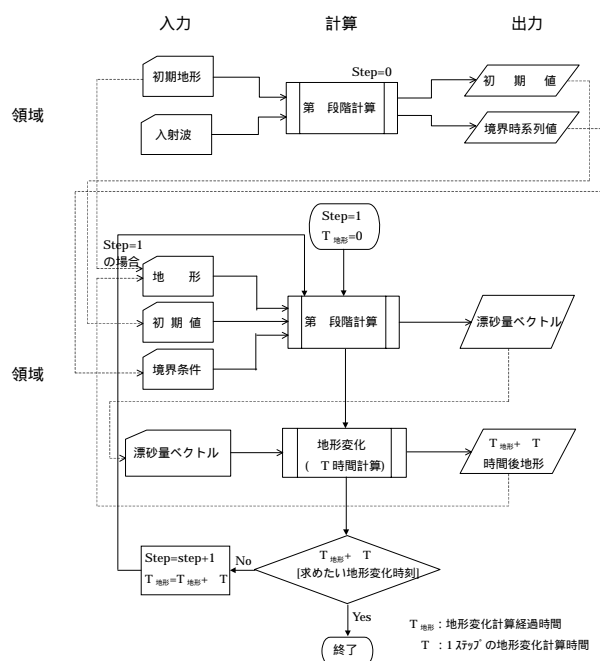 入力
計算
出力
領域
Step=0
初期地形
入射波
第　段階計算
初　期　値
境界時系列値
Step=1
T 地形=0
Step=1
の場合
領域
地　形
初 期 値
境界条件
第　段階計算
漂砂量ベクトル
漂砂量ベクトル
地形変化
(　T 時間計算)
T 地形+　T
時間後地形
Step=step+1
T 地形=T 地形+　T
No
T 地形+　T
[求めたい地形変化時刻]
Yes
終了
T 地形 : 地形変化計算経過時間
T : 1 ｽﾃｯﾌﾟの地形変化計算時間